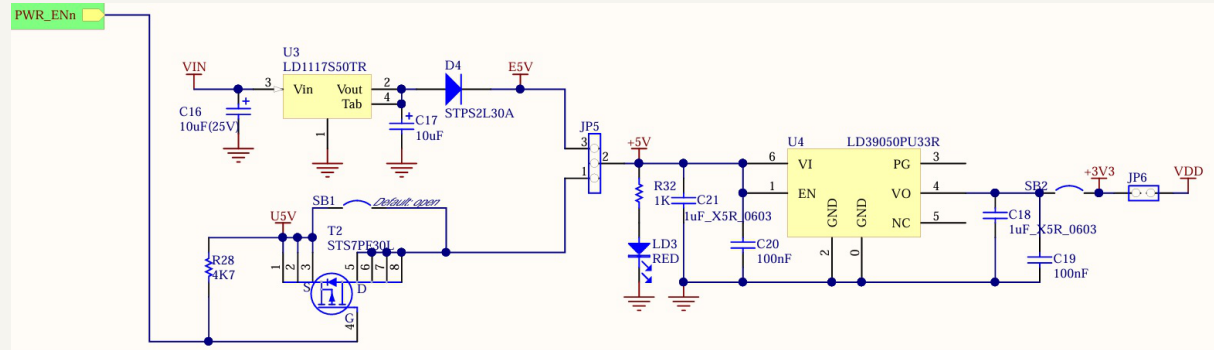 PWR_ENn
U3
LD1117S50TR
VIN
3
Vin
Vout
2
Tab
4
1
C16
10uF(25V)
+
C17
10uF
+
D4
STPS2L30A
E5V
JP5
3
2
1
+5V
R32
1K
LD3
RED
C21
1uF_X5R_0603
C20
100nF
U4
LD39050PU33R
6
VI
PG
3
1
EN
VO
4
GND
GND
NC
5
2
0
SB2
+3V3
JP6
VDD
C18
1uF_X5R_0603
C19
100nF
SB1
Default open
U5V
T2
STS7PF30L
R28
4K7
1
2
3
5
6
7
8
S
D
G
4